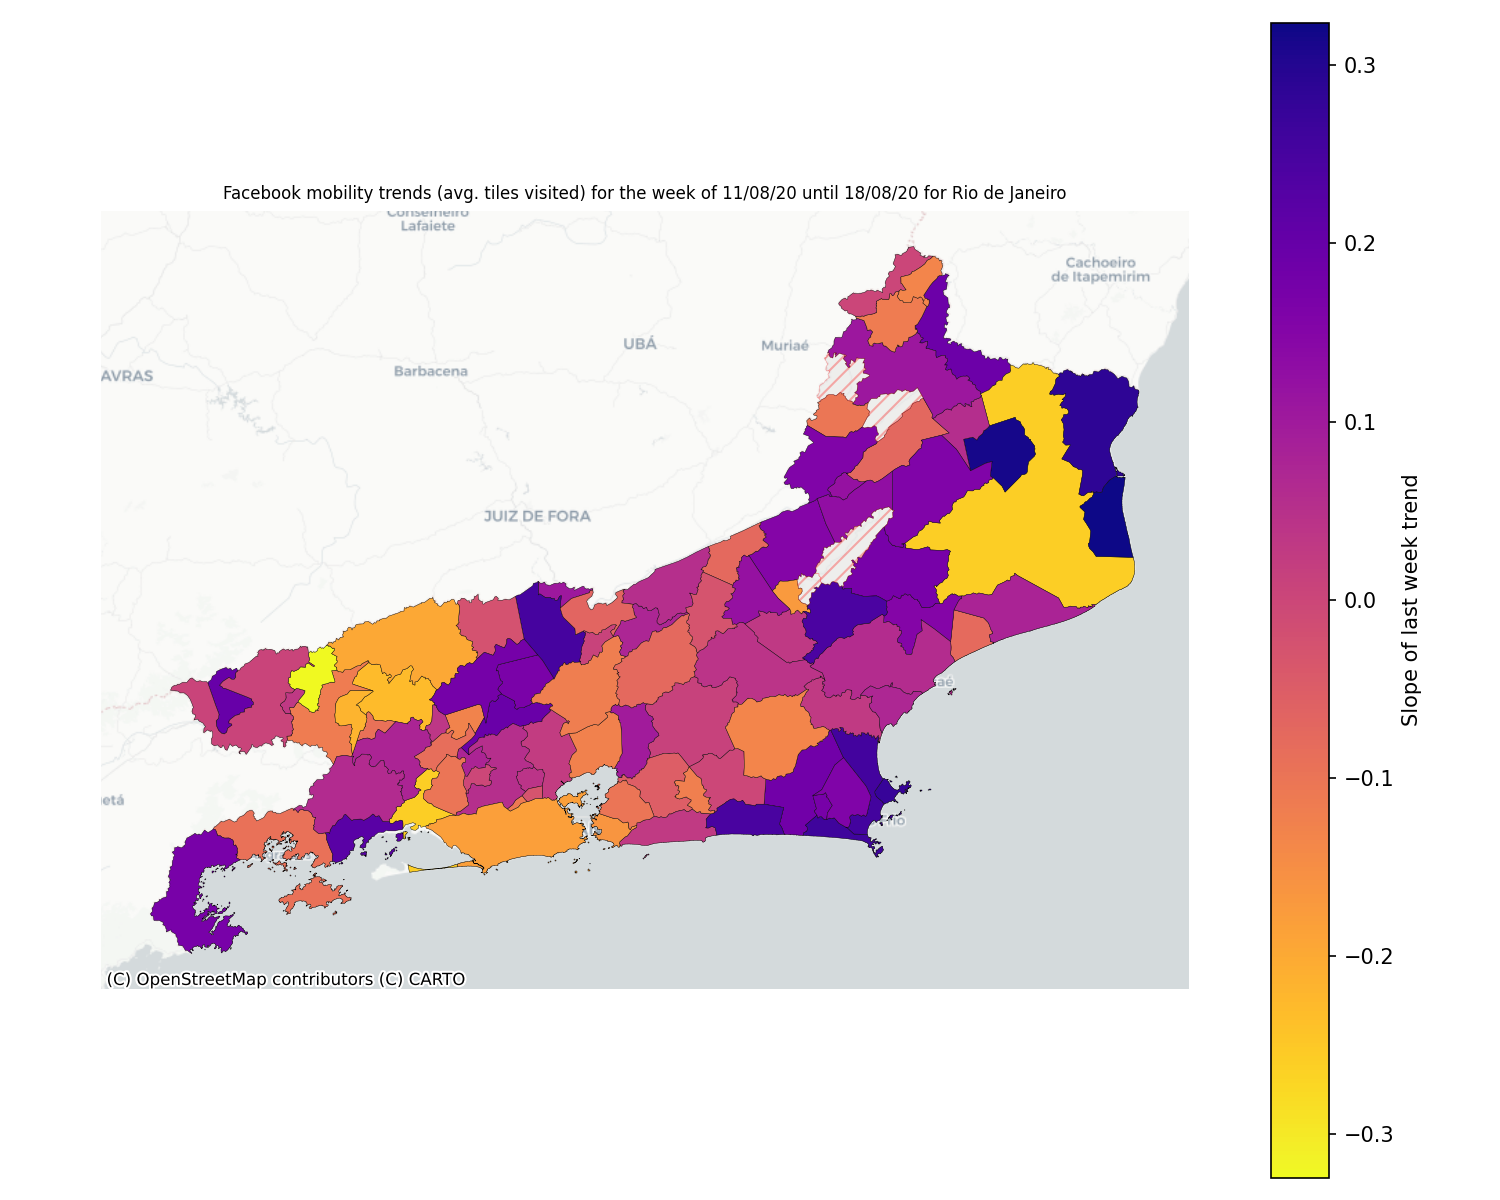 Facebook mobility trends (avg. tiles visited) for the week of 11/08/20 until 18/08/20 for Rio de Janeiro
Conselheiro
Lafaiete
Cachoeiro
de Itapemirim
UBÁ
Muriaé
AVRAS
Barbacena
JUIZ DE FORA
aé
etá
(C) OpenStreetMap contributors (C) CARTO
0.3
0.2
0.1
0.0
−0.1
−0.2
−0.3
Slope of last week trend